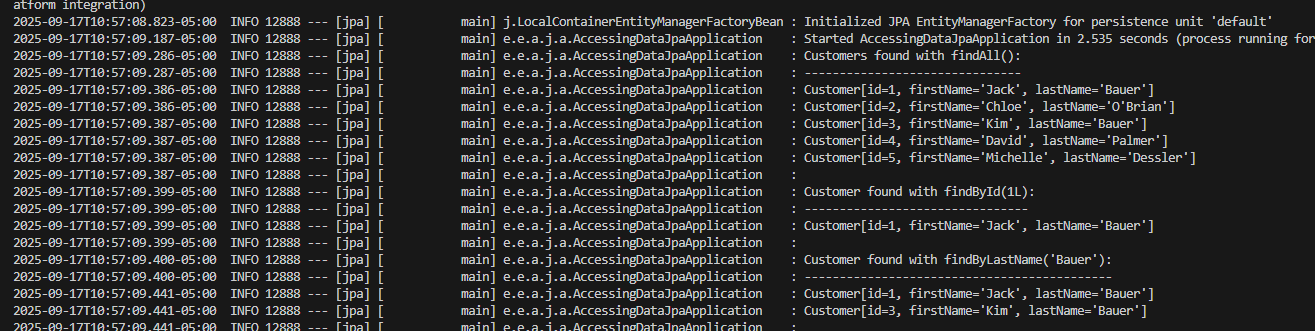 atform integration)
2025-09-17T10:57:08.823-05:00  INFO 12888 --- [jpa] [           main] j.LocalContainerEntityManagerFactoryBean : Initialized JPA EntityManagerFactory for persistence unit 'default'
2025-09-17T10:57:09.187-05:00  INFO 12888 --- [jpa] [           main] e.e.a.j.a.AccessingDataJpaApplication    : Started AccessingDataJpaApplication in 2.535 seconds (process running for
2025-09-17T10:57:09.286-05:00  INFO 12888 --- [jpa] [           main] e.e.a.j.a.AccessingDataJpaApplication    : Customers found with findAll():
2025-09-17T10:57:09.287-05:00  INFO 12888 --- [jpa] [           main] e.e.a.j.a.AccessingDataJpaApplication    : -------------------------------
2025-09-17T10:57:09.386-05:00  INFO 12888 --- [jpa] [           main] e.e.a.j.a.AccessingDataJpaApplication    : Customer[id=1, firstName='Jack', lastName='Bauer']
2025-09-17T10:57:09.386-05:00  INFO 12888 --- [jpa] [           main] e.e.a.j.a.AccessingDataJpaApplication    : Customer[id=2, firstName='Chloe', lastName='O'Brian']
2025-09-17T10:57:09.387-05:00  INFO 12888 --- [jpa] [           main] e.e.a.j.a.AccessingDataJpaApplication    : Customer[id=3, firstName='Kim', lastName='Bauer']
2025-09-17T10:57:09.387-05:00  INFO 12888 --- [jpa] [           main] e.e.a.j.a.AccessingDataJpaApplication    : Customer[id=4, firstName='David', lastName='Palmer']
2025-09-17T10:57:09.387-05:00  INFO 12888 --- [jpa] [           main] e.e.a.j.a.AccessingDataJpaApplication    : Customer[id=5, firstName='Michelle', lastName='Dessler']
2025-09-17T10:57:09.387-05:00  INFO 12888 --- [jpa] [           main] e.e.a.j.a.AccessingDataJpaApplication    :
2025-09-17T10:57:09.399-05:00  INFO 12888 --- [jpa] [           main] e.e.a.j.a.AccessingDataJpaApplication    : Customer found with findById(1L):
2025-09-17T10:57:09.399-05:00  INFO 12888 --- [jpa] [           main] e.e.a.j.a.AccessingDataJpaApplication    : --------------------------------
2025-09-17T10:57:09.399-05:00  INFO 12888 --- [jpa] [           main] e.e.a.j.a.AccessingDataJpaApplication    : Customer[id=1, firstName='Jack', lastName='Bauer']
2025-09-17T10:57:09.399-05:00  INFO 12888 --- [jpa] [           main] e.e.a.j.a.AccessingDataJpaApplication    :
2025-09-17T10:57:09.400-05:00  INFO 12888 --- [jpa] [           main] e.e.a.j.a.AccessingDataJpaApplication    : Customer found with findByLastName('Bauer'):
2025-09-17T10:57:09.400-05:00  INFO 12888 --- [jpa] [           main] e.e.a.j.a.AccessingDataJpaApplication    : --------------------------------------------
2025-09-17T10:57:09.441-05:00  INFO 12888 --- [jpa] [           main] e.e.a.j.a.AccessingDataJpaApplication    : Customer[id=1, firstName='Jack', lastName='Bauer']
2025-09-17T10:57:09.441-05:00  INFO 12888 --- [jpa] [           main] e.e.a.j.a.AccessingDataJpaApplication    : Customer[id=3, firstName='Kim', lastName='Bauer']
2025-09-17T10:57:09.441-05:00  INFO 12888 --- [jpa] [           main] e.e.a.j.a.AccessingDataJpaApplication    :